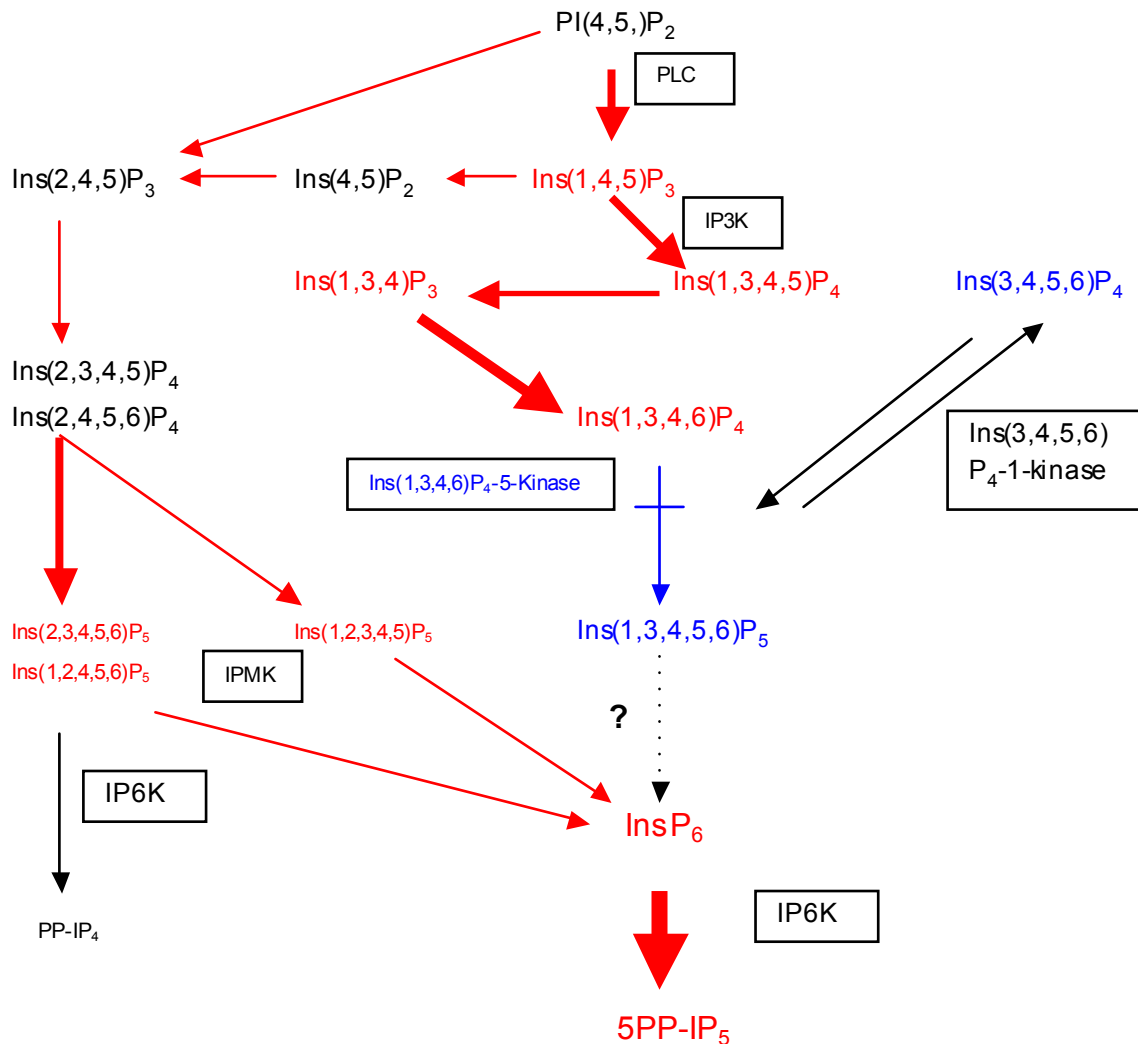 PI(4,5,)P₂
PLC
Ins(2,4,5)P₃
Ins(4,5)P₂
Ins(1,4,5)P₃
IP3K
Ins(1,3,4)P₃
Ins(1,3,4,5)P₄
Ins(3,4,5,6)P₄
Ins(2,3,4,5)P₄
Ins(2,4,5,6)P₄
Ins(1,3,4,6)P₄
Ins(3,4,5,6)
P₄-1-kinase
Ins(1,3,4,6)P₄-5-Kinase
Ins(2,3,4,5,6)P₅
Ins(1,2,4,5,6)P₅
Ins(1,2,3,4,5)P₅
Ins(1,3,4,5,6)P₅
IPMK
?
IP6K
InsP₆
PP-IP₄
IP6K
5PP-IP₅